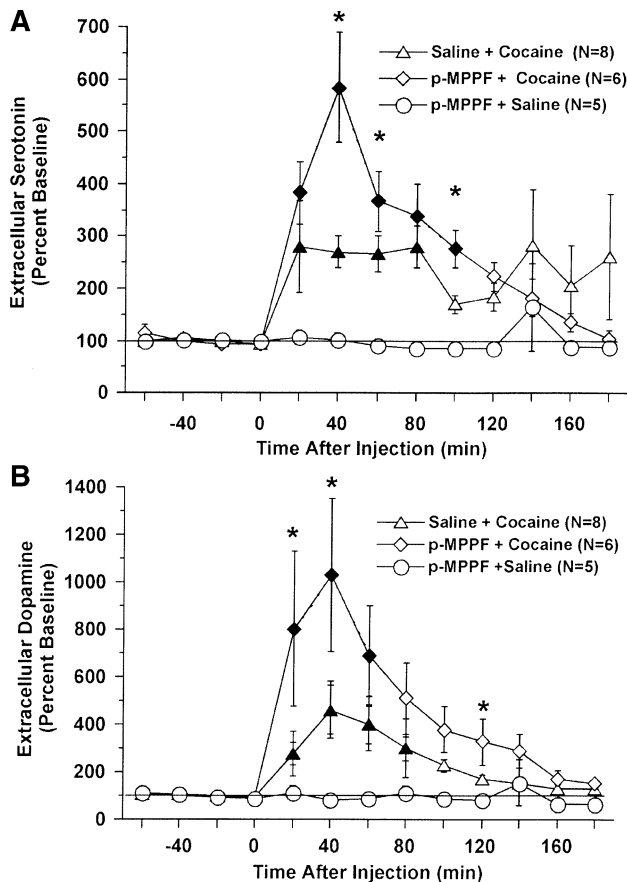 A
*
700
600
500
400
300
200
100
0
Extracellular Serotonin
(Percent Baseline)
Saline + Cocaine (N=8)
p-MPPF + Cocaine (N=6)
p-MPPF + Saline (N=5)
*
*
-40 0 40 80 120 160
Time After Injection (min)
B
1400
1200
1000
800
600
400
200
0
Extracellular Dopamine
(Percent Baseline)
*
*
*
Saline + Cocaine (N=8)
p-MPPF + Cocaine (N=6)
p-MPPF +Saline (N=5)
-40 0 40 80 120 160
Time After Injection (min)